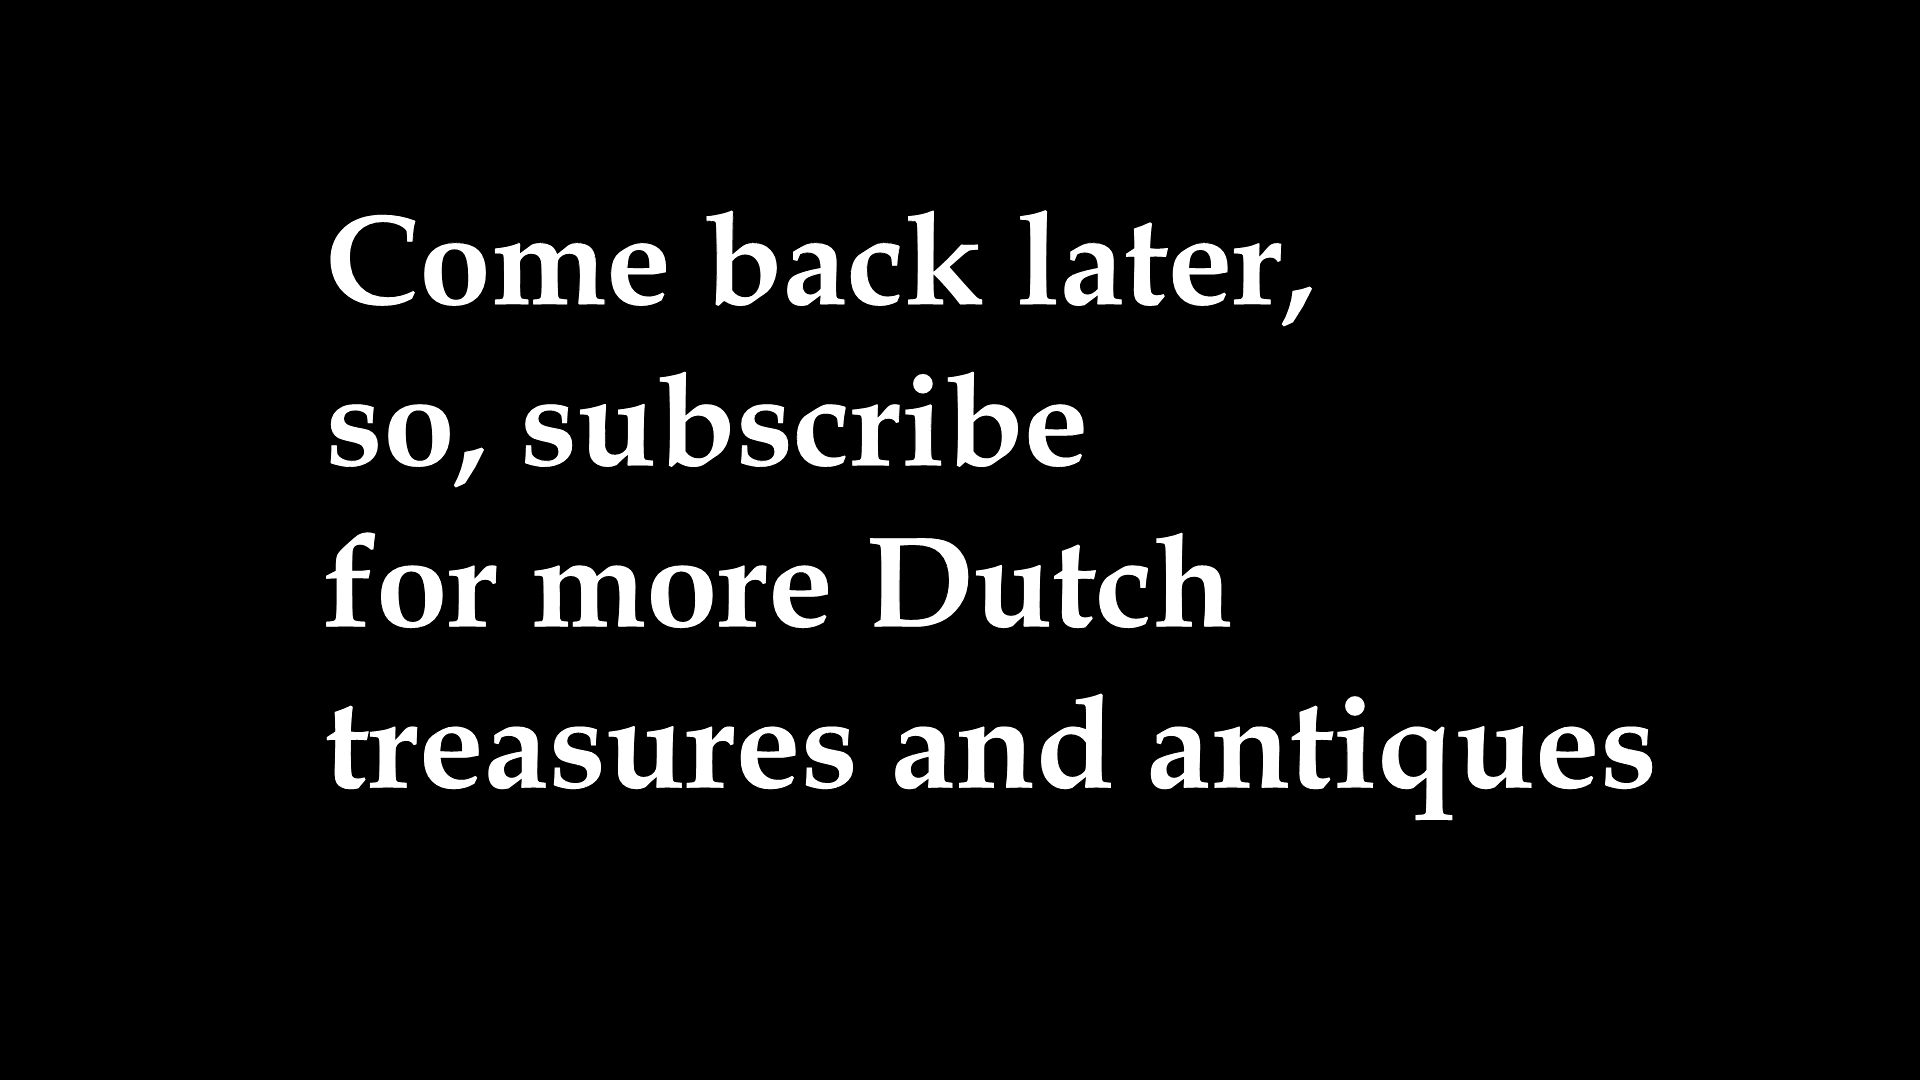 Come back later,
so, subscribe
for more Dutch
treasures and antiques